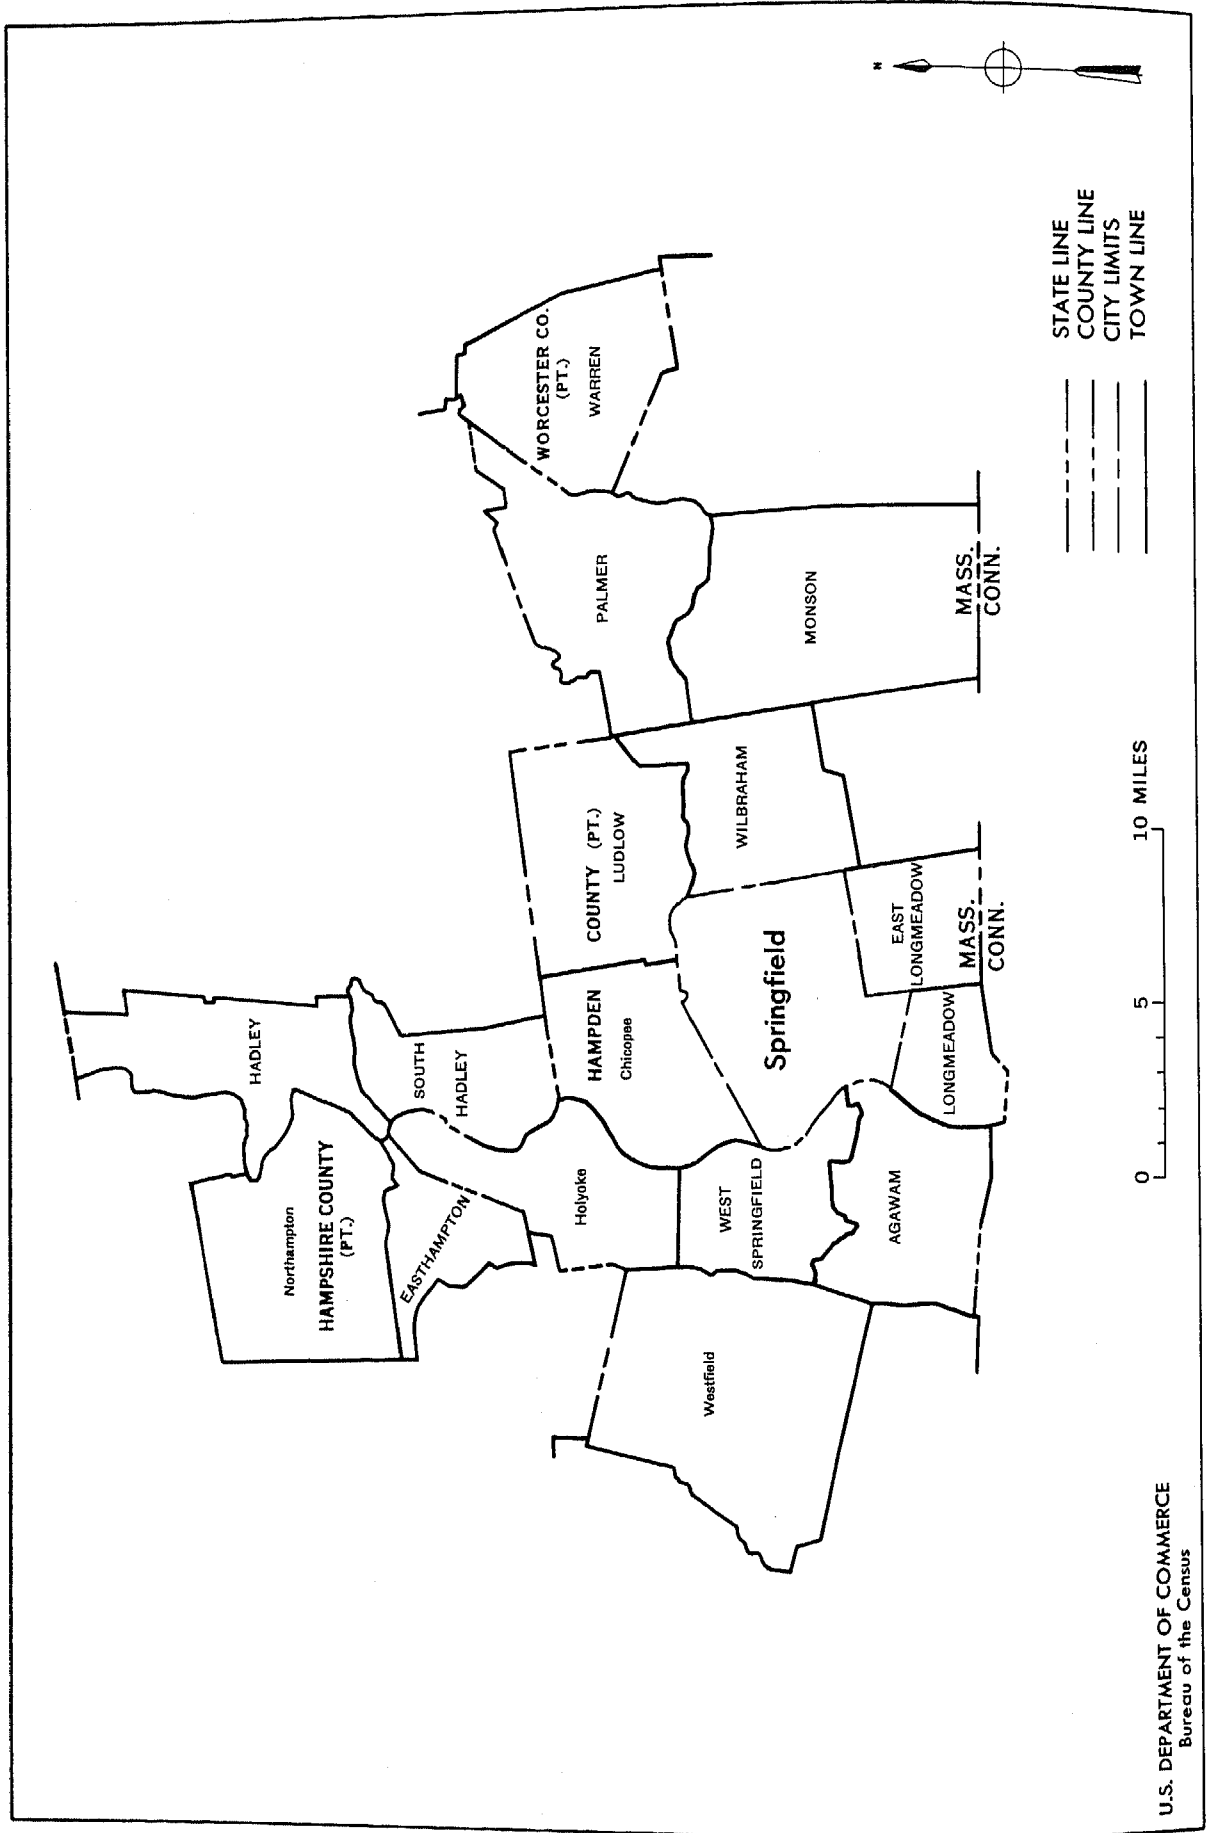 N
HADLEY
Northampton
HAMPSHIRE COUNTY
(PT.)
EASTHAMPTON
SOUTH
HADLEY
WORCESTER CO.
(PT.)
WARREN
PALMER
Holyoke
HAMPDEN COUNTY (PT.)
Chicopee
LUDLOW
Westfield
WEST
SPRINGFIELD
Springfield
WILBRAHAM
MONSON
AGAWAM
LONGMEADOW
EAST
LONGMEADOW
MASS.
CONN.
MASS.
CONN.
STATE LINE
COUNTY LINE
CITY LIMITS
TOWN LINE
0 5 10 MILES
U.S. DEPARTMENT OF COMMERCE
Bureau of the Census